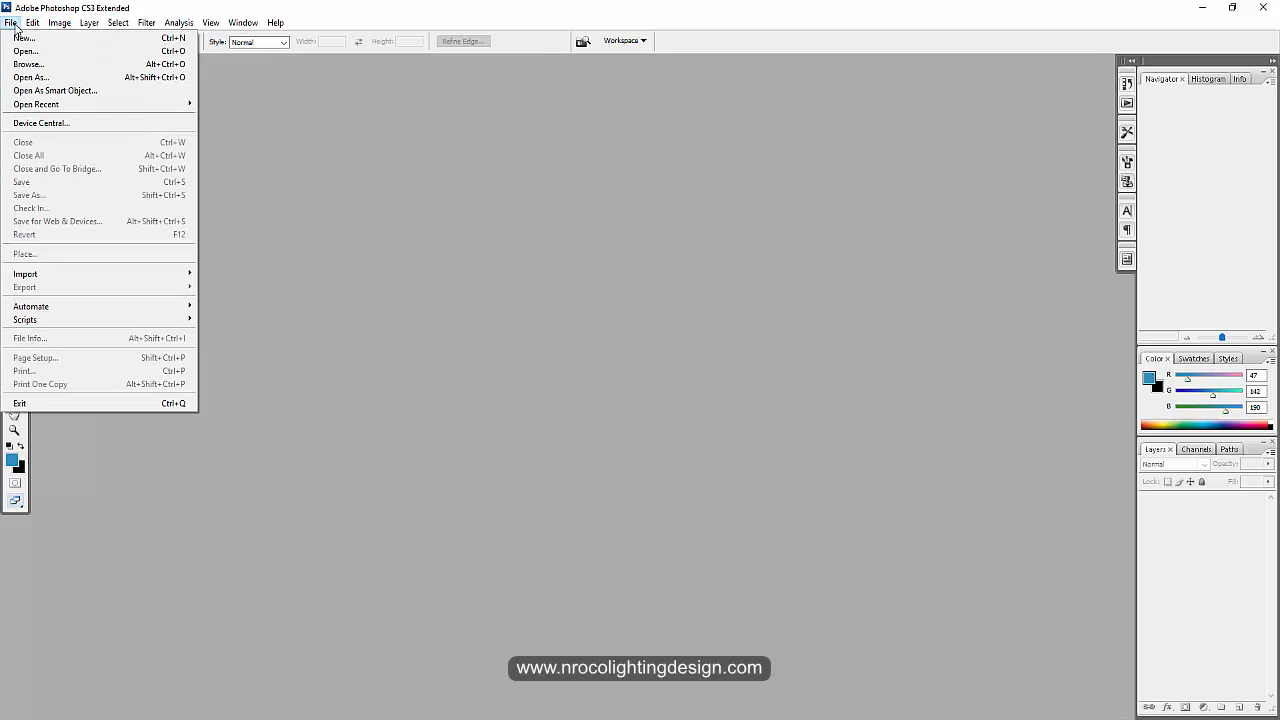 Ps Adobe Photoshop CS3 Extended
File Edit Image Layer Select Filter Analysis View Window Help
Style: Normal Width: Height: Refine Edge... Workspace
New... Ctrl+N
Open... Ctrl+O
Browse... Alt+Ctrl+O
Open As... Alt+Shift+Ctrl+O
Open As Smart Object...
Open Recent
Device Central...
Close Ctrl+W
Close All Alt+Ctrl+W
Close and Go To Bridge... Shift+Ctrl+W
Save Ctrl+S
Save As... Shift+Ctrl+S
Check In...
Save for Web & Devices... Alt+Shift+Ctrl+S
Revert F12
Place...
Import
Export
Automate
Scripts
File Info... Alt+Shift+Ctrl+I
Page Setup... Shift+Ctrl+P
Print... Ctrl+P
Print One Copy Alt+Shift+Ctrl+P
Exit Ctrl+Q
Navigator × Histogram Info
Color × Swatches Styles
R 47
G 142
B 190
Layers × Channels Paths
Normal Opacity:
Lock: Fill:
www.nrocolightingdesign.com